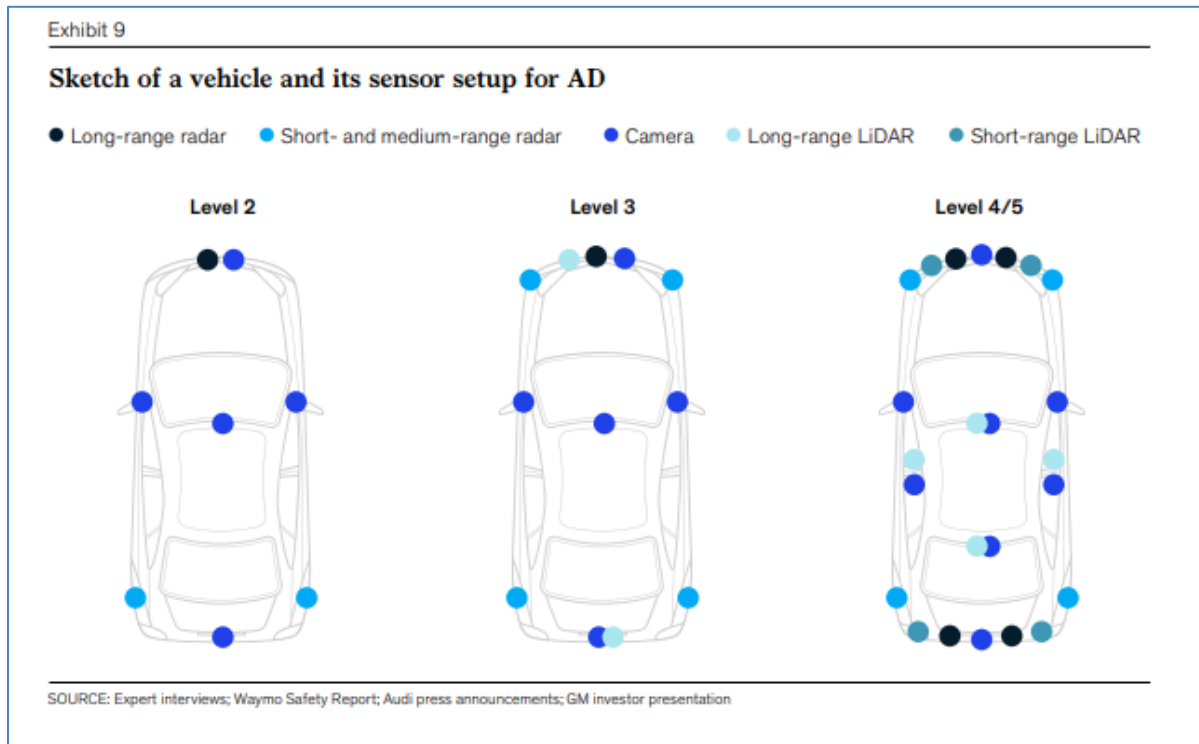 Exhibit 9
Sketch of a vehicle and its sensor setup for AD
Long-range radar Short- and medium-range radar Camera Long-range LiDAR Short-range LiDAR
Level 2 Level 3 Level 4/5
SOURCE: Expert interviews; Waymo Safety Report; Audi press announcements; GM investor presentation